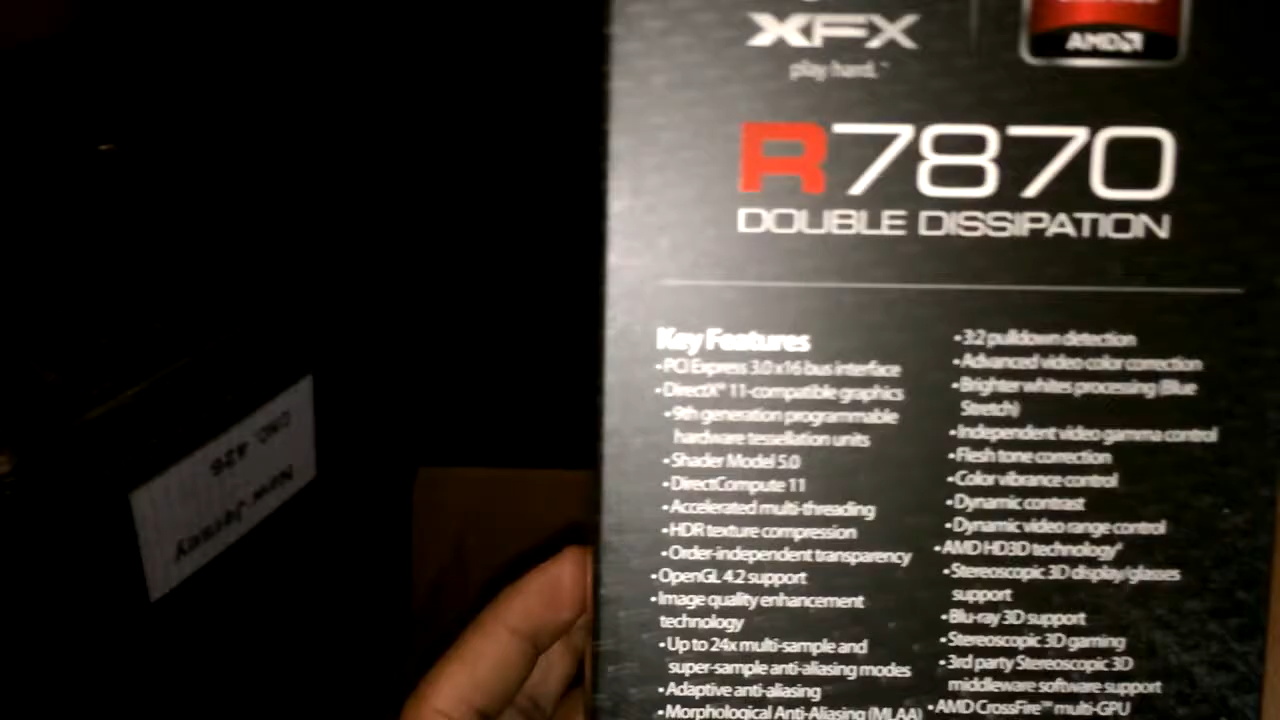 XFX
play hard.™
AMD
R7870
DOUBLE DISSIPATION
Key Features
• PCI Express 3.0 x16 bus interface
• DirectX® 11-compatible graphics
• 9th generation programmable
hardware tessellation units
• Shader Model 5.0
• DirectCompute 11
• Accelerated multi-threading
• HDR texture compression
• Order-independent transparency
• OpenGL 4.2 support
• Image quality enhancement
technology
• Up to 24x multi-sample and
super-sample anti-aliasing modes
• Adaptive anti-aliasing
• Morphological Anti-Aliasing (MLAA)
• 3:2 pulldown detection
• Advanced video color correction
• Brighter whites processing (Blue
Stretch)
• Independent video gamma control
• Flesh tone correction
• Color vibrance control
• Dynamic contrast
• Dynamic video range control
• AMD HD3D technology
• Stereoscopic 3D display/glasses
support
• Blu-ray 3D support
• Stereoscopic 3D gaming
• 3rd party Stereoscopic 3D
middleware software support
• AMD CrossFire™ multi-GPU
New Jersey
426